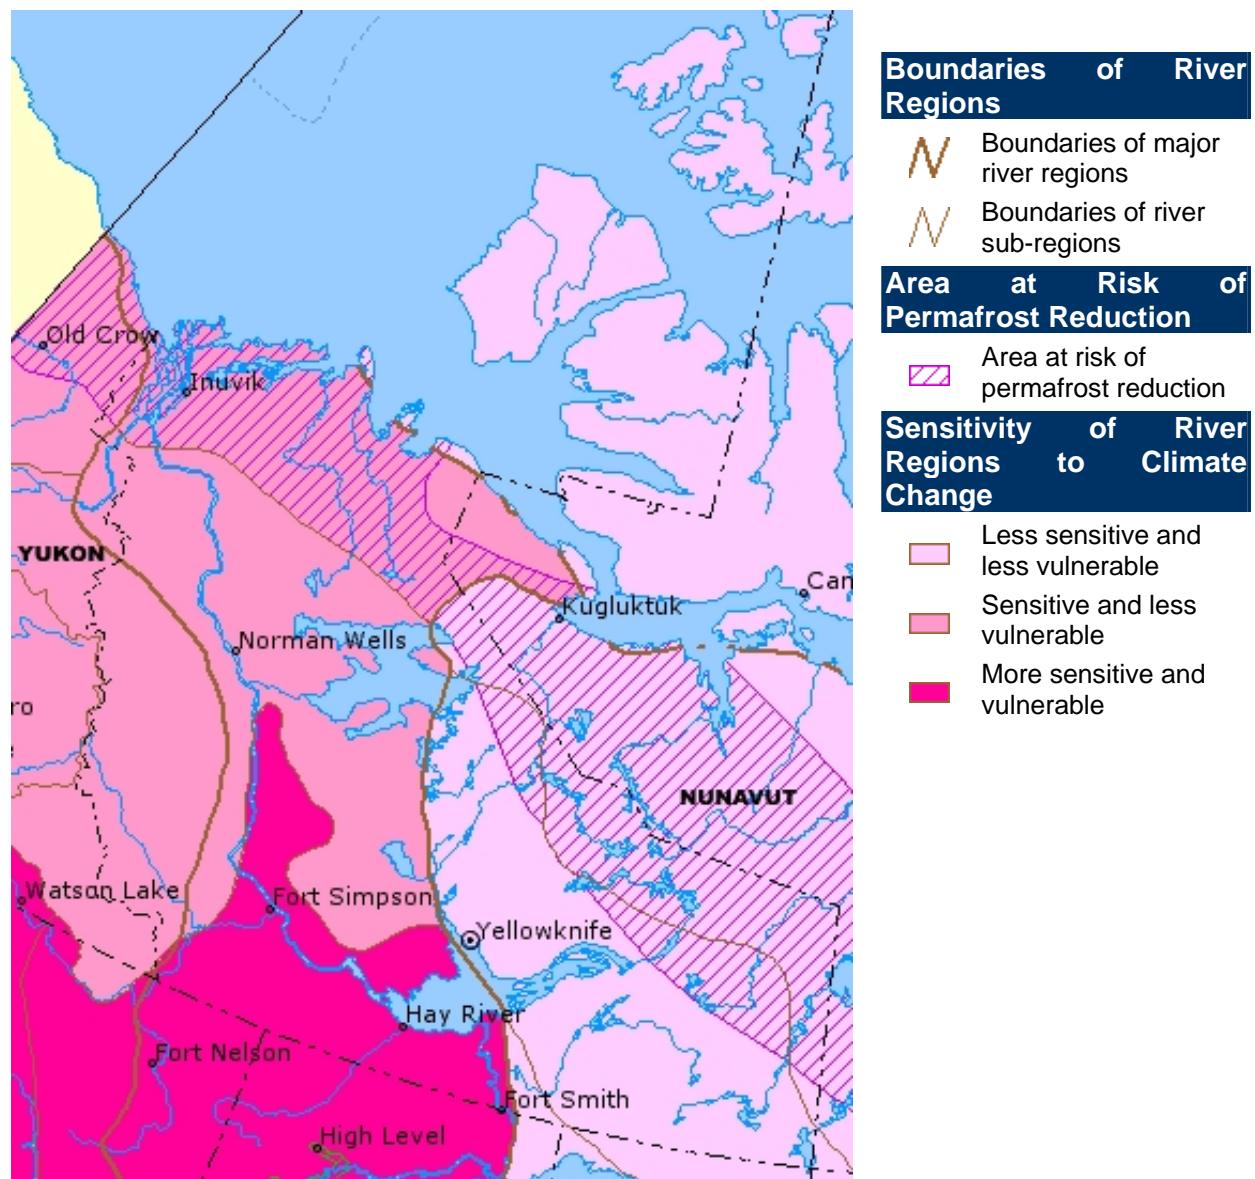 Old Crow
Inuvik
YUKON
Kugluktuk
Can
Norman Wells
ro
NUNAVUT
Watson Lake
Fort Simpson
Yellowknife
Hay River
Fort Nelson
Fort Smith
High Level
Boundaries of River
Regions
Boundaries of major
river regions
Boundaries of river
sub-regions
Area at Risk of
Permafrost Reduction
Area at risk of
permafrost reduction
Sensitivity of River
Regions to Climate
Change
Less sensitive and
less vulnerable
Sensitive and less
vulnerable
More sensitive and
vulnerable